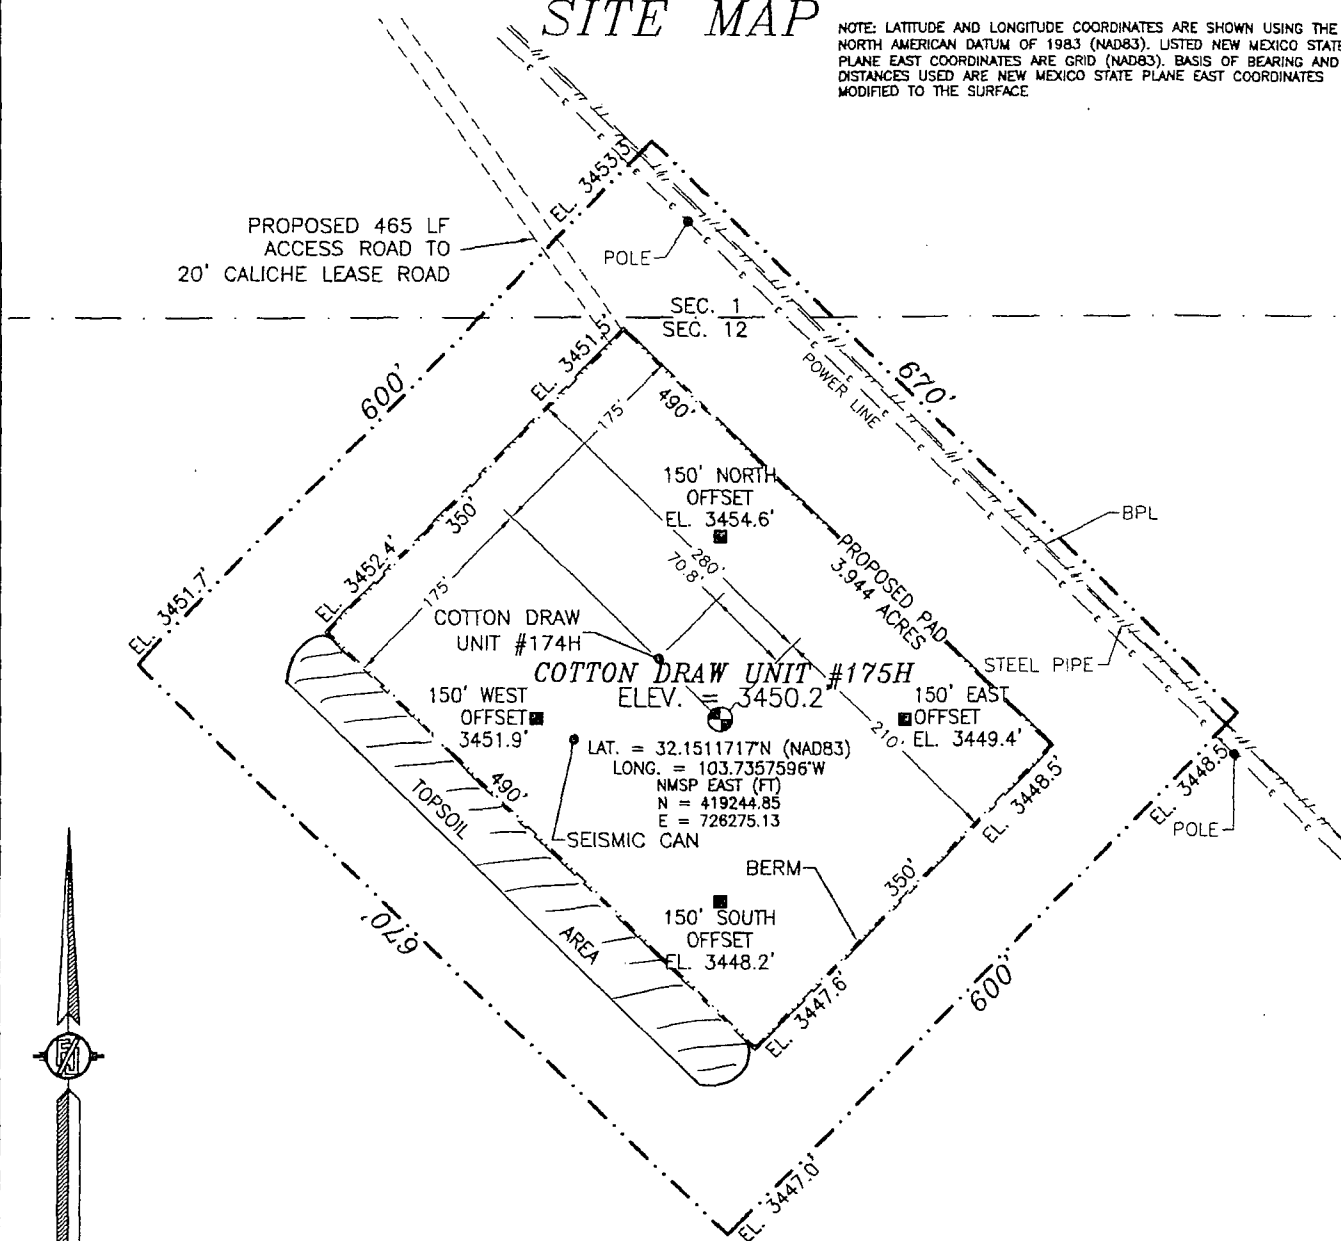 SITE MAP
NOTE: LATITUDE AND LONGITUDE COORDINATES ARE SHOWN USING THE
NORTH AMERICAN DATUM OF 1983 (NAD83). LISTED NEW MEXICO STATE
PLANE EAST COORDINATES ARE GRID (NAD83). BASIS OF BEARING AND
DISTANCES USED ARE NEW MEXICO STATE PLANE EAST COORDINATES
MODIFIED TO THE SURFACE
EL. 3453.3'
PROPOSED 465 LF
ACCESS ROAD TO
20' CALICHE LEASE ROAD
POLE
SEC. 1
SEC. 12
EL. 3451.5'
600'
670'
POWER LINE
490'
175'
150' NORTH
OFFSET
EL. 3454.6'
350'
BPL
280'
70.8'
PROPOSED PAD
3.944 ACRES
EL. 3452.4'
EL. 3451.7'
175'
COTTON DRAW
UNIT #174H
STEEL PIPE
COTTON DRAW UNIT #175H
ELEV. = 3450.2'
150' WEST
OFFSET
3451.9'
150' EAST
OFFSET
EL. 3449.4'
210'
LAT. = 32.1511717°N (NAD83)
LONG. = 103.7357596°W
NMSP EAST (FT)
N = 419244.85
E = 726275.13
EL. 3448.5'
EL. 3448.5'
POLE
490'
TOPSOIL
AREA
SEISMIC CAN
BERM
350'
150' SOUTH
OFFSET
EL. 3448.2'
670'
EL. 3447.6'
600'
EL. 3447.0'